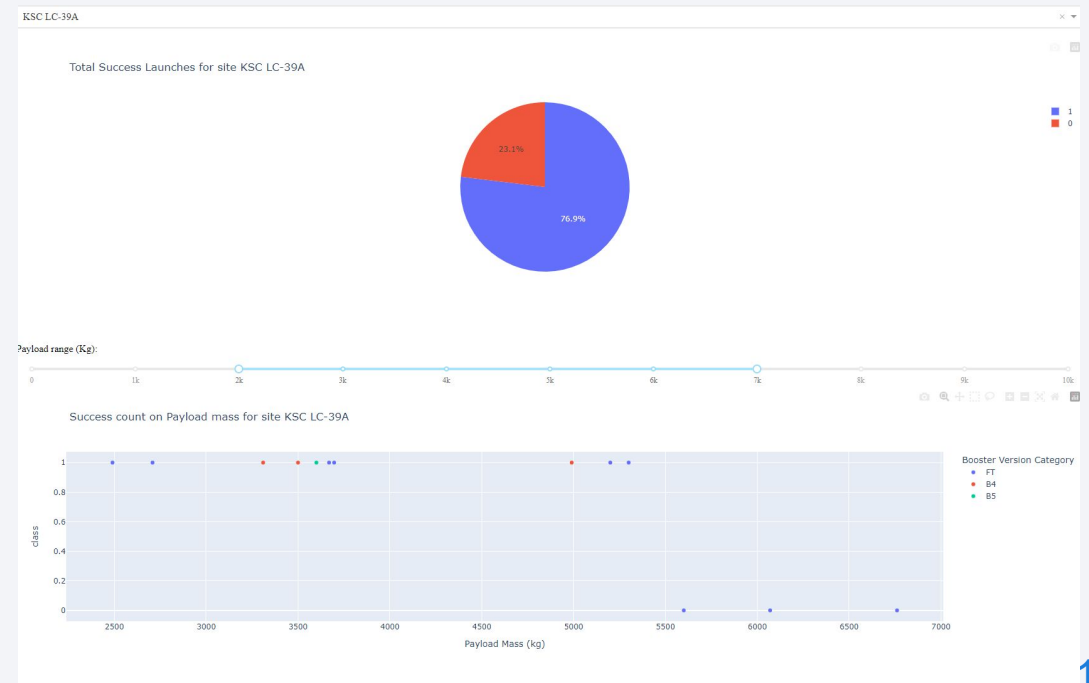 KSC LC-39A
Total Success Launches for site KSC LC-39A
1
0
23.1%
76.9%
Payload range (Kg):
0 1k 2k 3k 4k 5k 6k 7k 8k 9k 10k
Success count on Payload mass for site KSC LC-39A
Booster Version Category
FT
B4
B5
1
0.8
0.6
0.4
0.2
0
class
2500 3000 3500 4000 4500 5000 5500 6000 6500 7000
Payload Mass (kg)
1